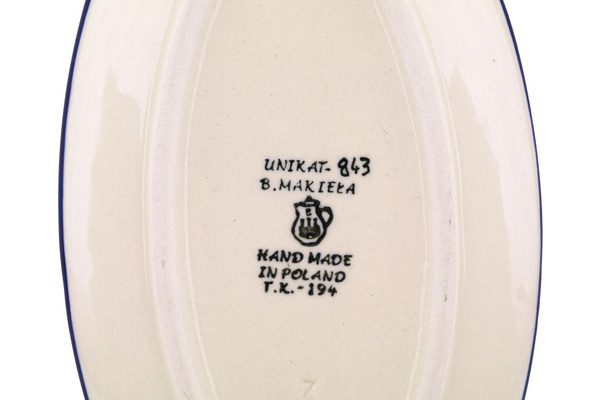 UNIKAT- 843
B. MAKIEŁA
HAND MADE
IN POLAND
T.K.-194